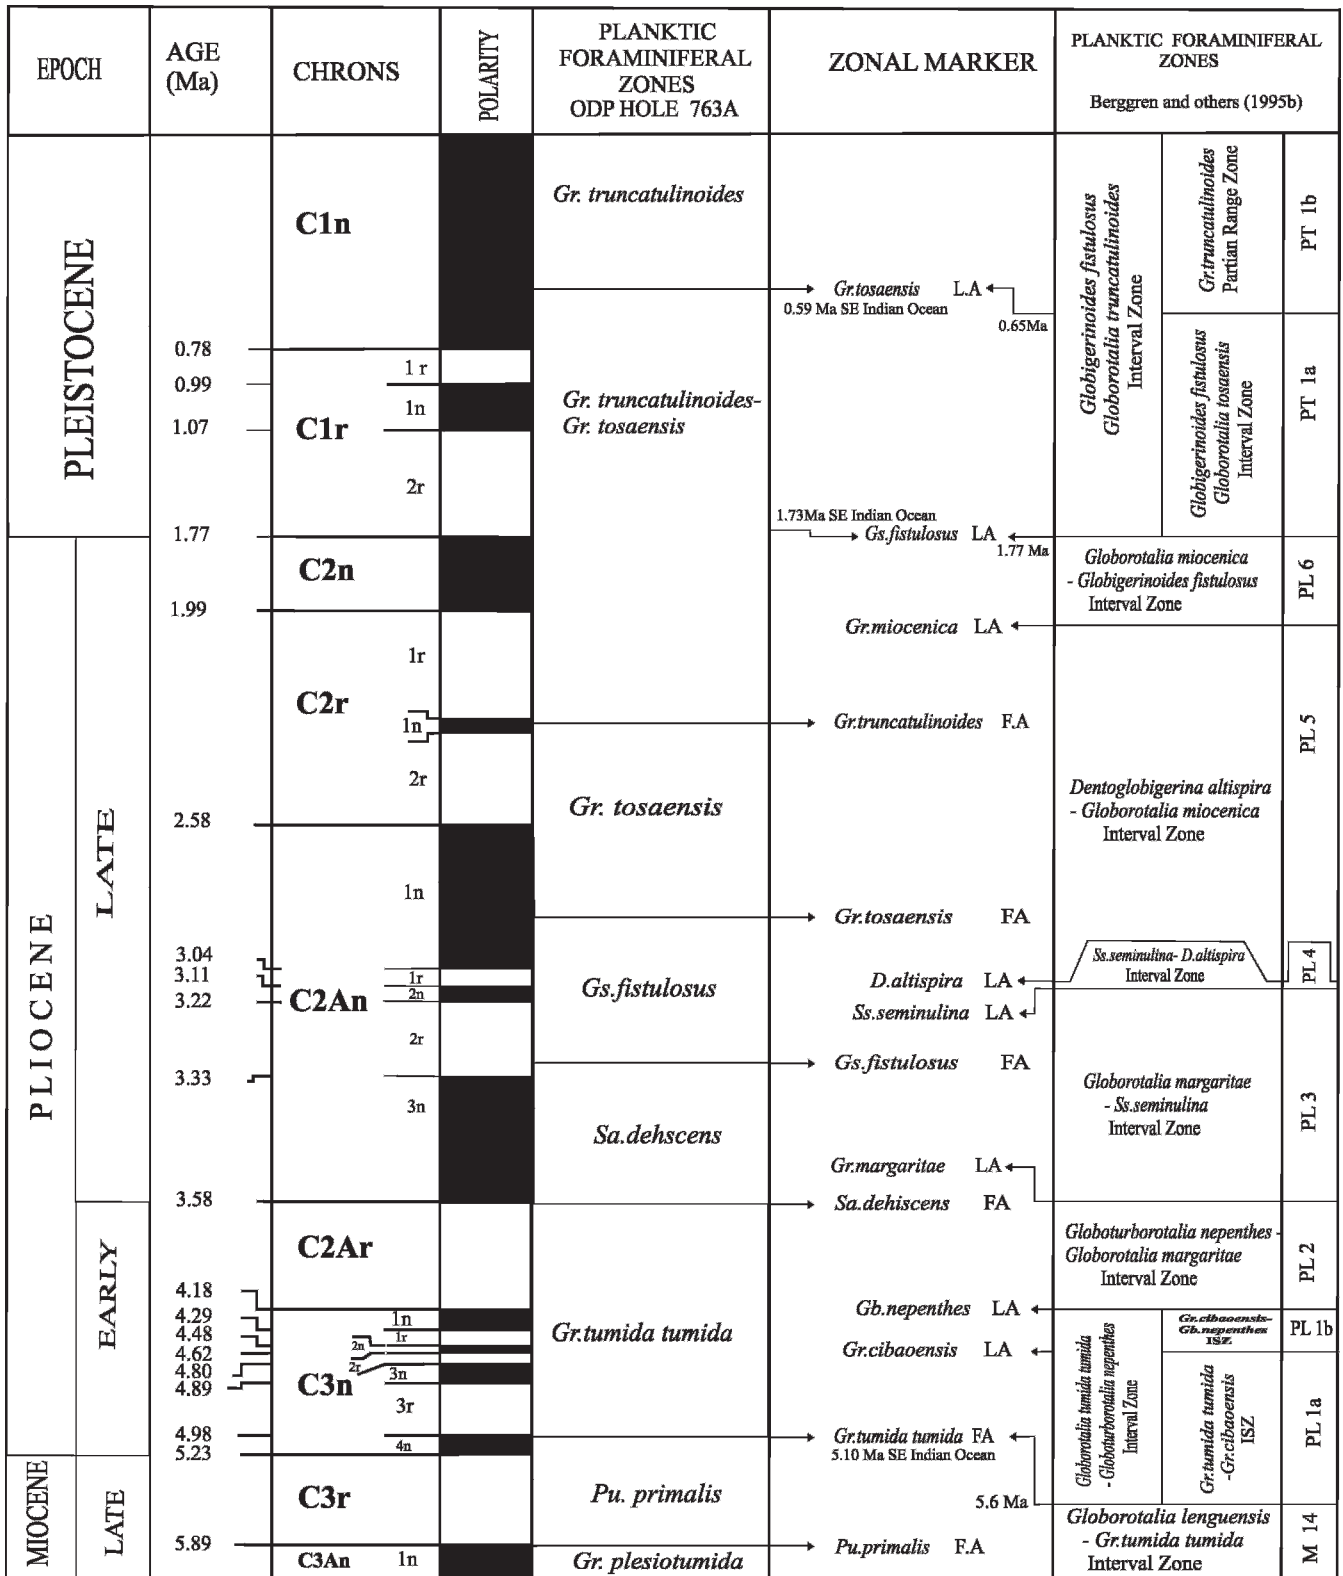 EPOCH
AGE
(Ma)
CHRONS
POLARITY
PLANKTIC
FORAMINIFERAL
ZONES
ODP HOLE 763A
ZONAL MARKER
PLANKTIC FORAMINIFERAL
ZONES
Berggren and others (1995b)
PLEISTOCENE
PLIOCENE
LATE
EARLY
MIOCENE
LATE
0.78
0.99
1.07
1.77
1.99
2.58
3.04
3.11
3.22
3.33
3.58
4.18
4.29
4.48
4.62
4.80
4.89
4.98
5.23
5.89
C1n
C1r
1 r
1n
2r
C2n
C2r
1r
1n
2r
C2An
1n
1r
2n
2r
3n
C2Ar
C3n
1n
1r
2n
2r
3n
3r
4n
C3r
C3An
1n
Gr. truncatulinoides
Gr. truncatulinoides-
Gr. tosaensis
Gr. tosaensis
Gs.fistulosus
Sa.dehscens
Gr.tumida tumida
Pu. primalis
Gr. plesiotumida
Gr.tosaensis L.A
0.59 Ma SE Indian Ocean
0.65Ma
1.73Ma SE Indian Ocean
Gs.fistulosus LA
1.77 Ma
Gr.miocenica LA
Gr.truncatulinoides F.A
Gr.tosaensis FA
D.altispira LA
Ss.seminulina LA
Gs.fistulosus FA
Gr.margaritae LA
Sa.dehiscens FA
Gb.nepenthes LA
Gr.cibaoensis LA
Gr.tumida tumida FA
5.10 Ma SE Indian Ocean
5.6 Ma
Pu.primalis F.A
Globigerinoides fistulosus
Globorotalia truncatulinoides
Interval Zone
Gr.truncatulinoides
Partian Range Zone
PT 1b
Globigerinoides fistulosus
Globorotalia tosaensis
Interval Zone
PT 1a
Globorotalia miocenica
- Globigerinoides fistulosus
Interval Zone
PL 6
Dentoglobigerina altispira
- Globorotalia miocenica
Interval Zone
PL 5
Ss.seminulina- D.altispira
Interval Zone
PL 4
Globorotalia margaritae
- Ss.seminulina
Interval Zone
PL 3
Globoturborotalia nepenthes -
Globorotalia margaritae
Interval Zone
PL 2
Globorotalia tumida tumida
- Globoturborotalia nepenthes
Interval Zone
Gr.cibaoensis-
Gb.nepenthes
ISZ
PL 1b
Gr.tumida tumida
-Gr.cibaoensis
ISZ
PL 1a
Globorotalia lenguensis
- Gr.tumida tumida
Interval Zone
M 14